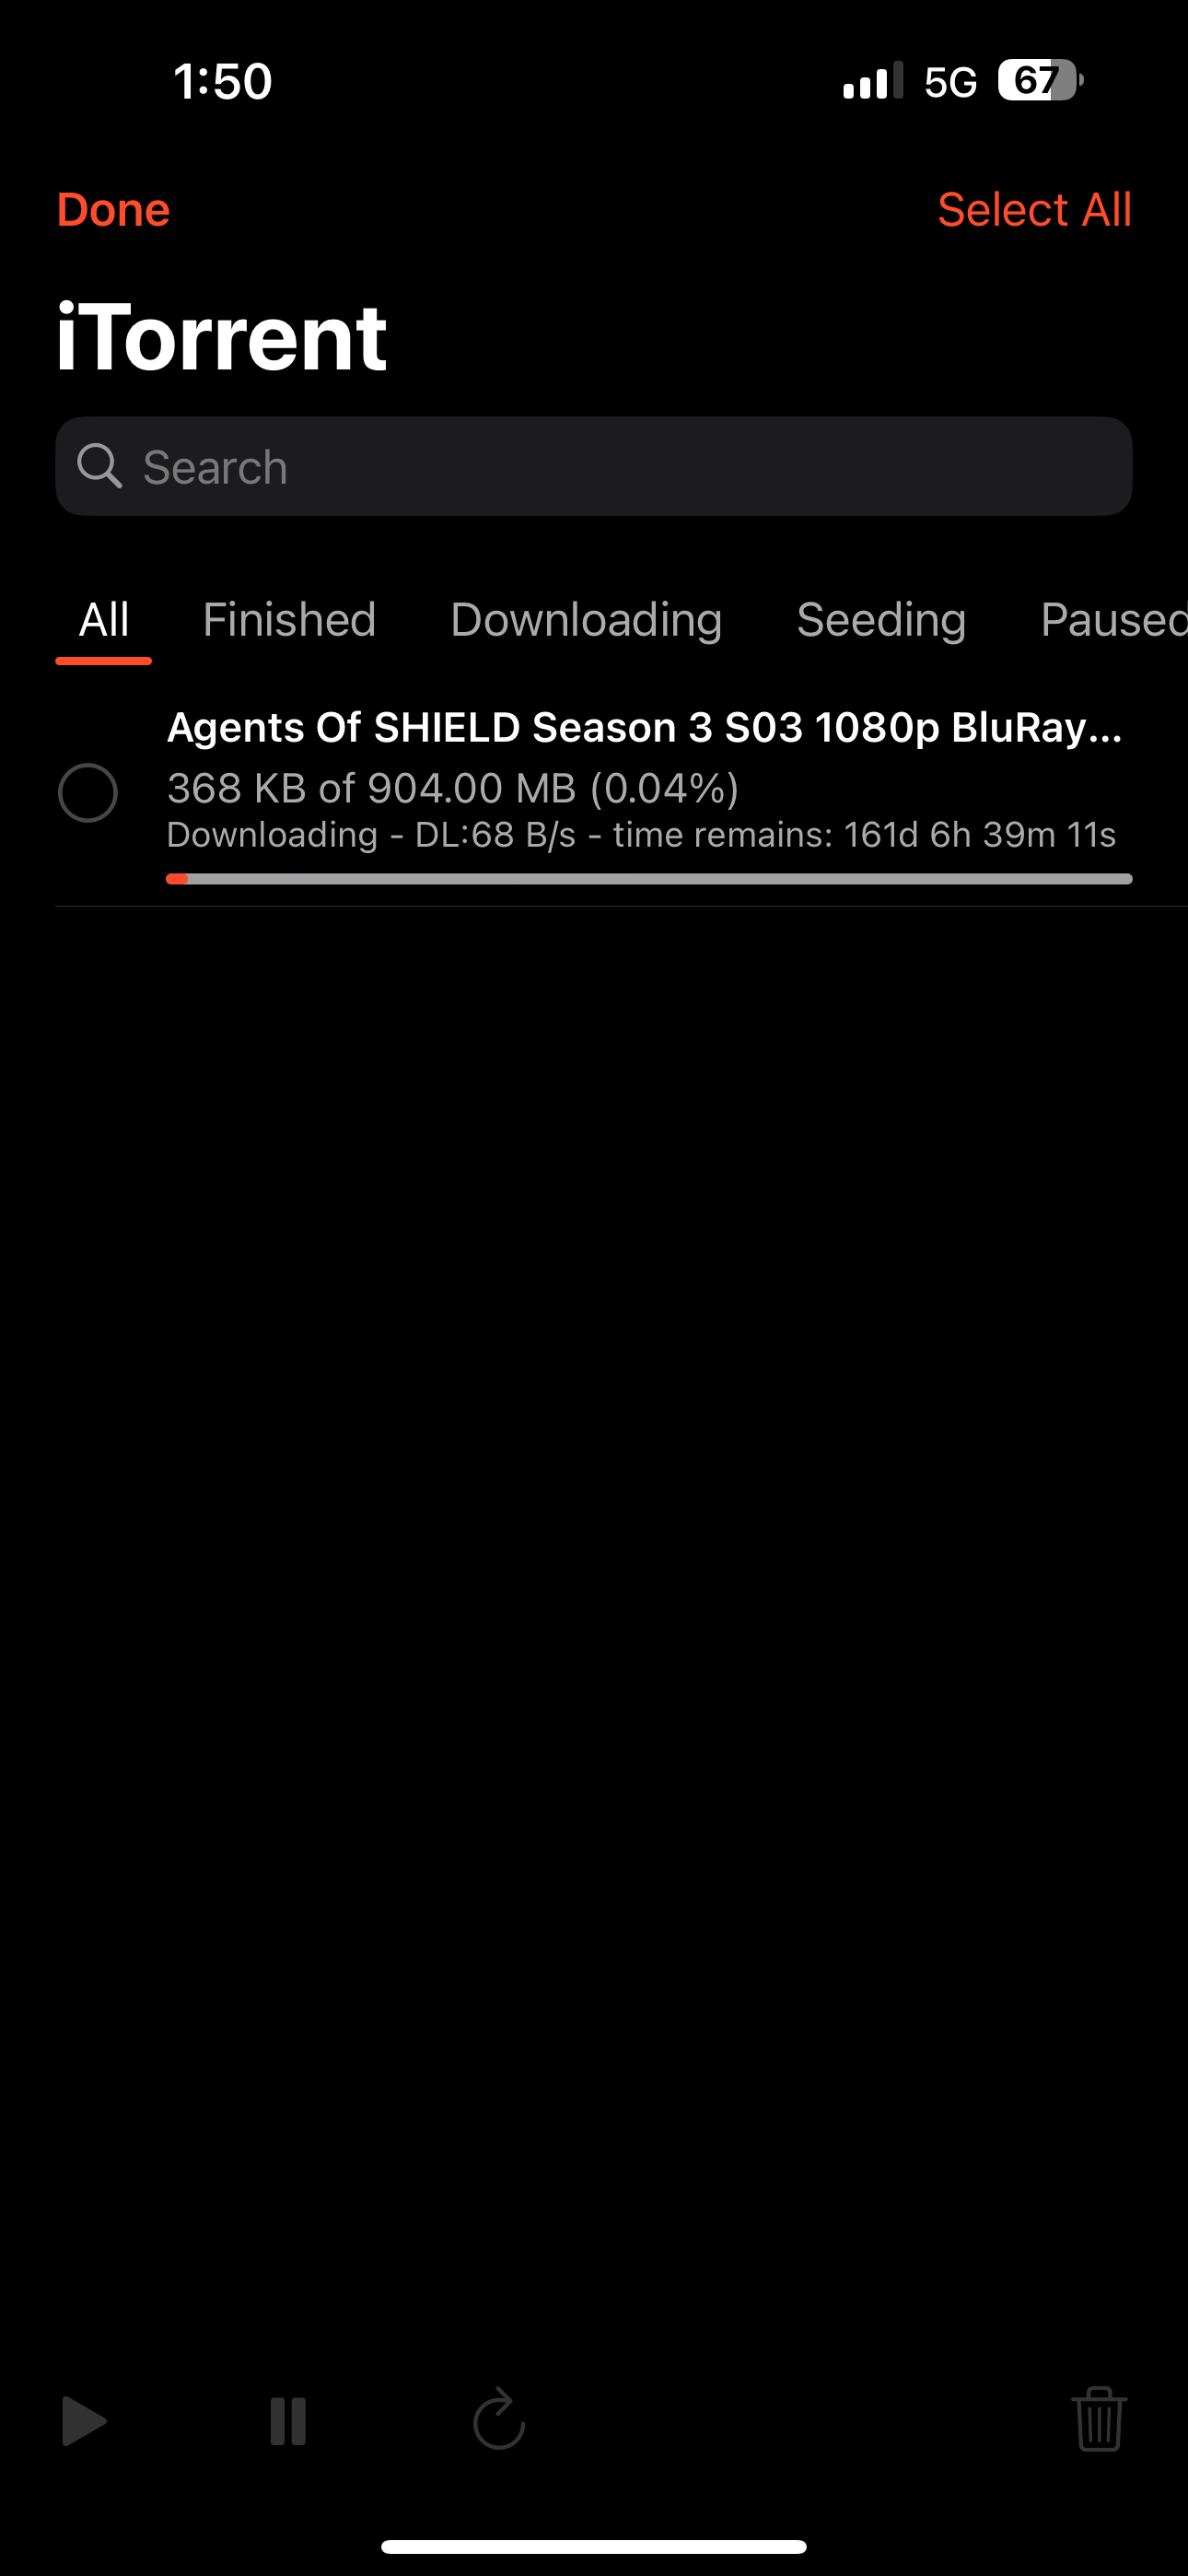 1:50 5G 67
Done Select All
iTorrent
Search
All Finished Downloading Seeding Paused
Agents Of SHIELD Season 3 S03 1080p BluRay...
368 KB of 904.00 MB (0.04%)
Downloading - DL:68 B/s - time remains: 161d 6h 39m 11s